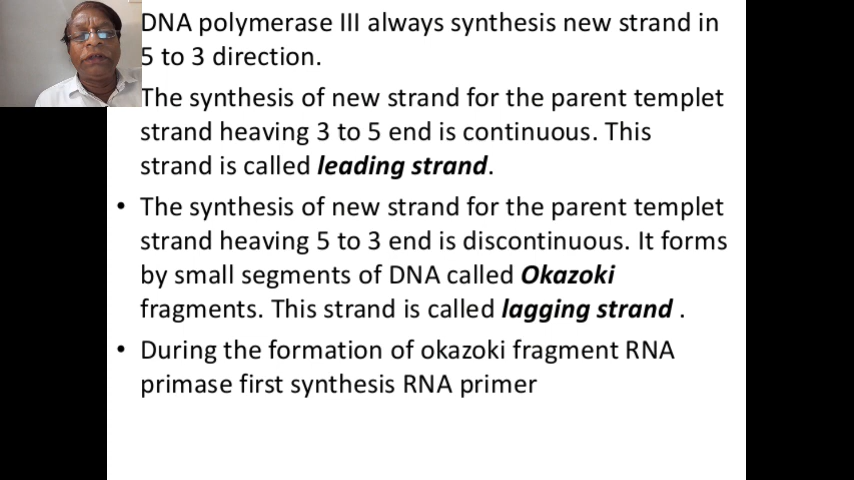 DNA polymerase III always synthesis new strand in
5 to 3 direction.
The synthesis of new strand for the parent templet
strand heaving 3 to 5 end is continuous. This
strand is called leading strand.
• The synthesis of new strand for the parent templet
strand heaving 5 to 3 end is discontinuous. It forms
by small segments of DNA called Okazoki
fragments. This strand is called lagging strand .
• During the formation of okazoki fragment RNA
primase first synthesis RNA primer